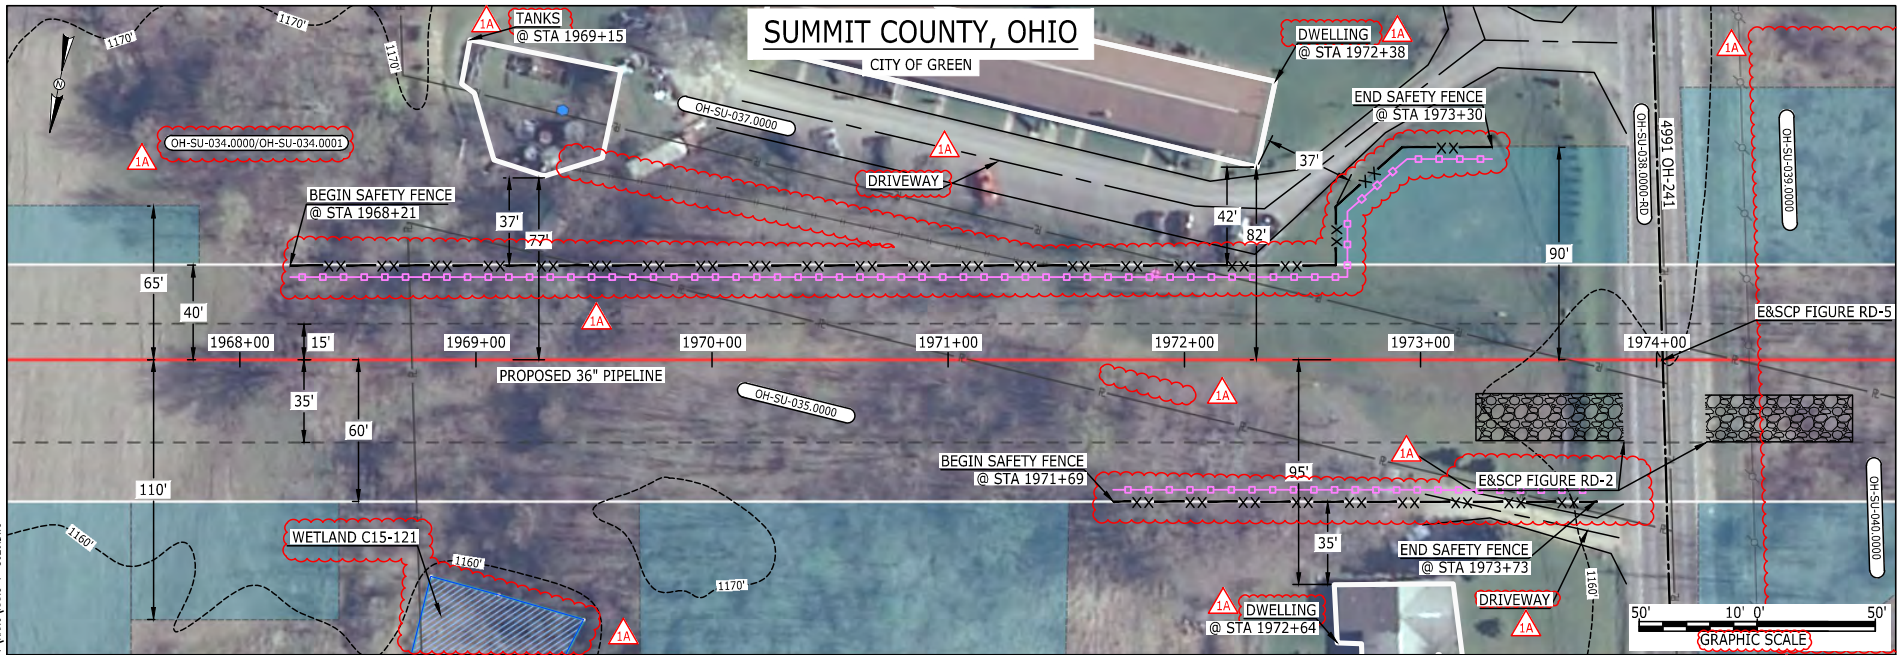 SUMMIT COUNTY, OHIO
CITY OF GREEN
1170'
1170'
1170'
1A
TANKS
@ STA 1969+15
DWELLING
@ STA 1972+38
1A
1A
N
OH-SU-034.0000/OH-SU-034.0001
1A
OH-SU-037.0000
1A
DRIVEWAY
END SAFETY FENCE
@ STA 1973+30
37'
OH-SU-038.0000-RD
4991 OH-241
OH-SU-039.0000
BEGIN SAFETY FENCE
@ STA 1968+21
37'
77'
42'
82'
90'
65'
40'
15'
1A
E&SCP FIGURE RD-5
1968+00
1969+00
1970+00
1971+00
1972+00
1973+00
1974+00
PROPOSED 36" PIPELINE
35'
60'
110'
OH-SU-035.0000
1A
1A
BEGIN SAFETY FENCE
@ STA 1971+69
95'
E&SCP FIGURE RD-2
OH-SU-040.0000
WETLAND C15-121
1160'
1160'
1170'
35'
END SAFETY FENCE
@ STA 1973+73
1160'
1A
1A
DWELLING
@ STA 1972+64
DRIVEWAY
1A
50'
10'
0'
50'
GRAPHIC SCALE